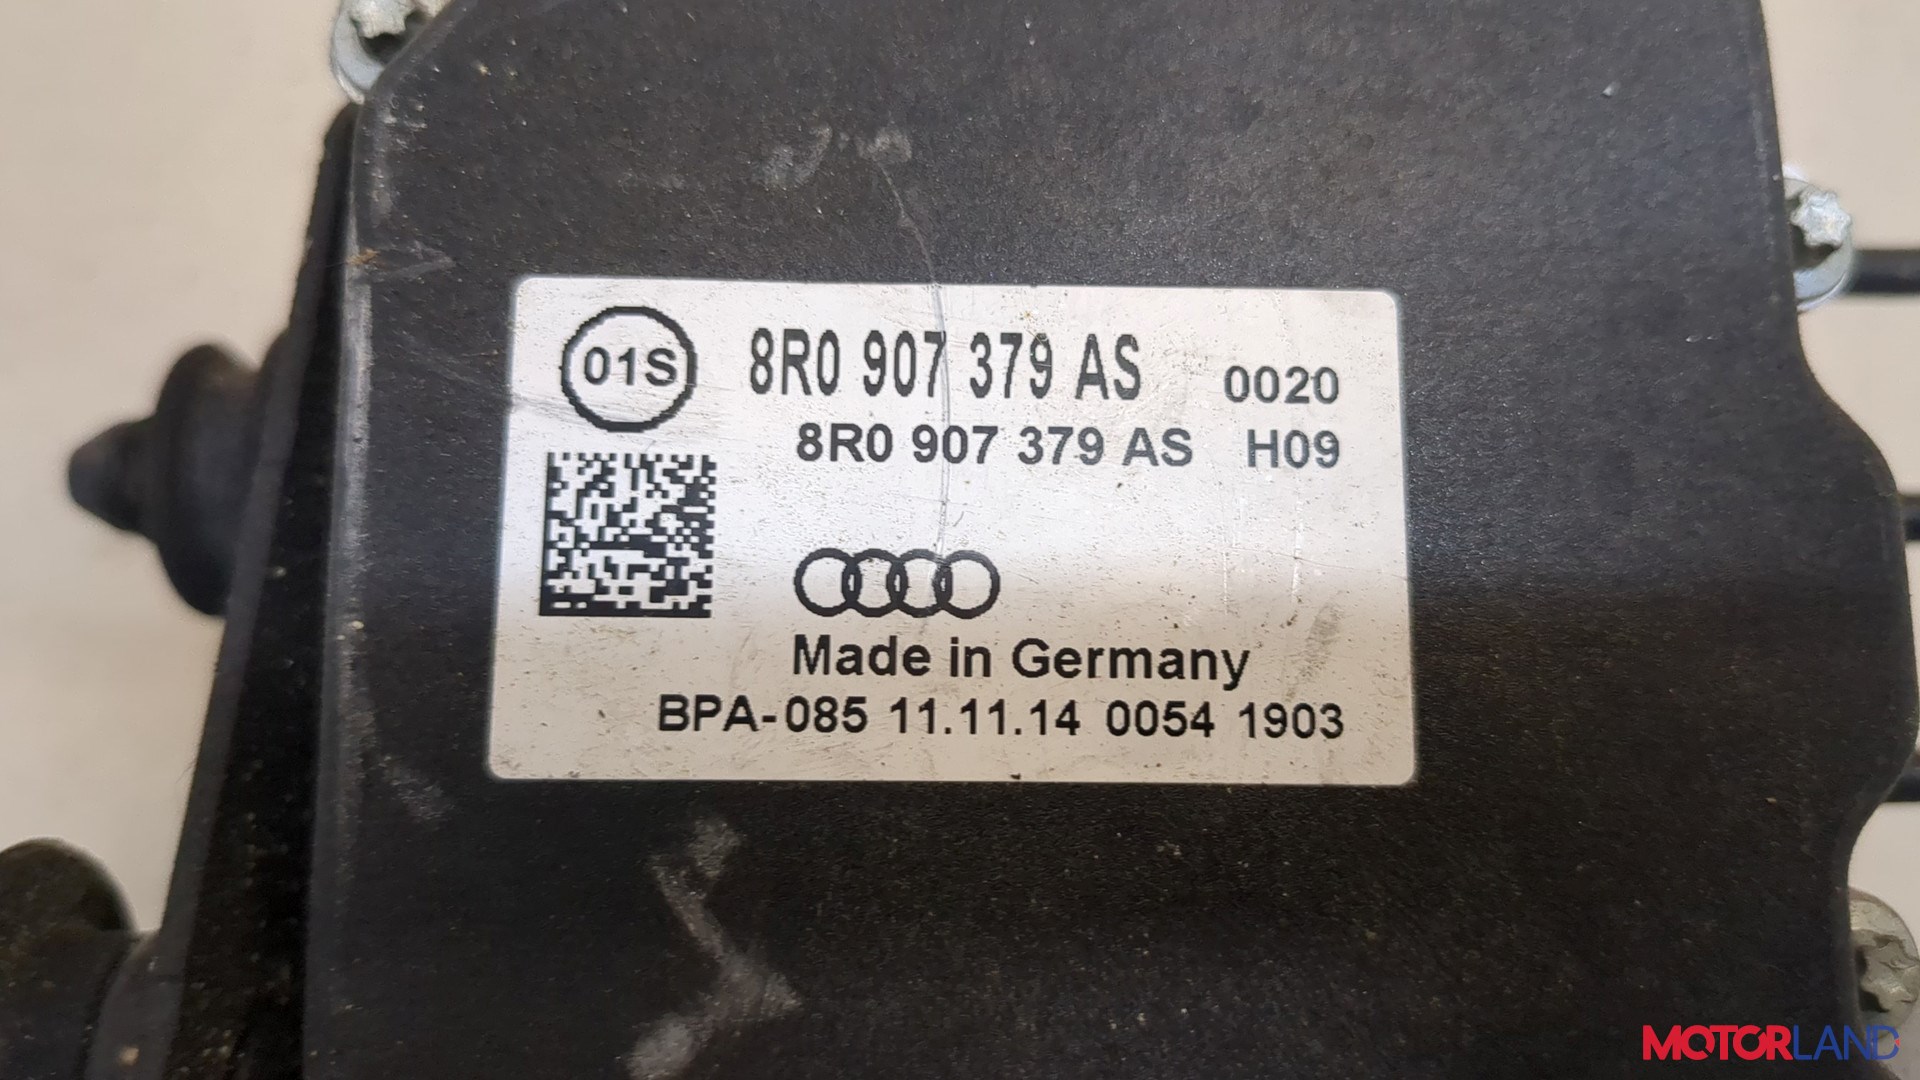 01S 8R0 907 379 AS 0020
8R0 907 379 AS H09
Made in Germany
BPA-085 11.11.14 0054 1903
MOTORLAND